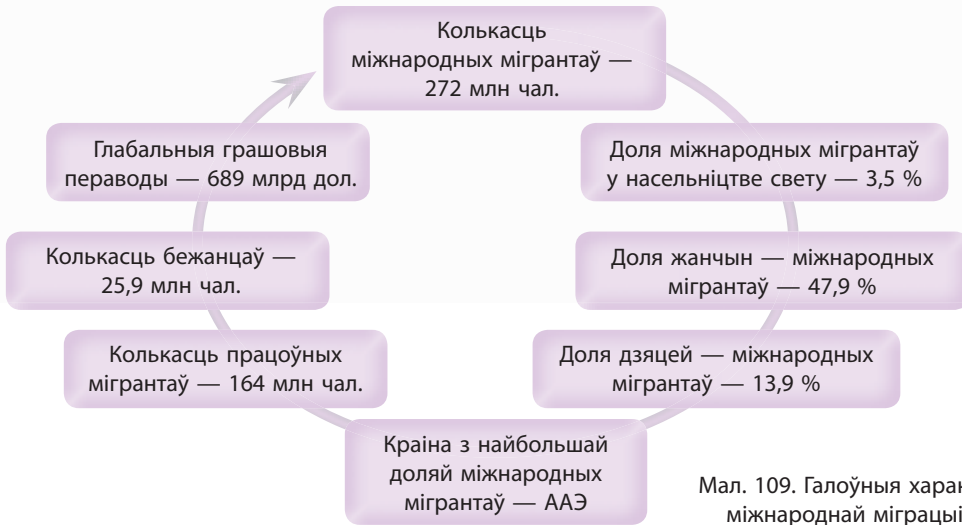 Колькасць
міжнародных мігрантаў —
272 млн чал.
Доля міжнародных мігрантаў
у насельніцтве свету — 3,5 %
Доля жанчын — міжнародных
мігрантаў — 47,9 %
Доля дзяцей — міжнародных
мігрантаў — 13,9 %
Краіна з найбольшай
доляй міжнародных
мігрантаў — ААЭ
Колькасць працоўных
мігрантаў — 164 млн чал.
Колькасць бежанцаў —
25,9 млн чал.
Глабальныя грашовыя
пераводы — 689 млрд дол.
Мал. 109. Галоўныя
міжнароднай міграцыі